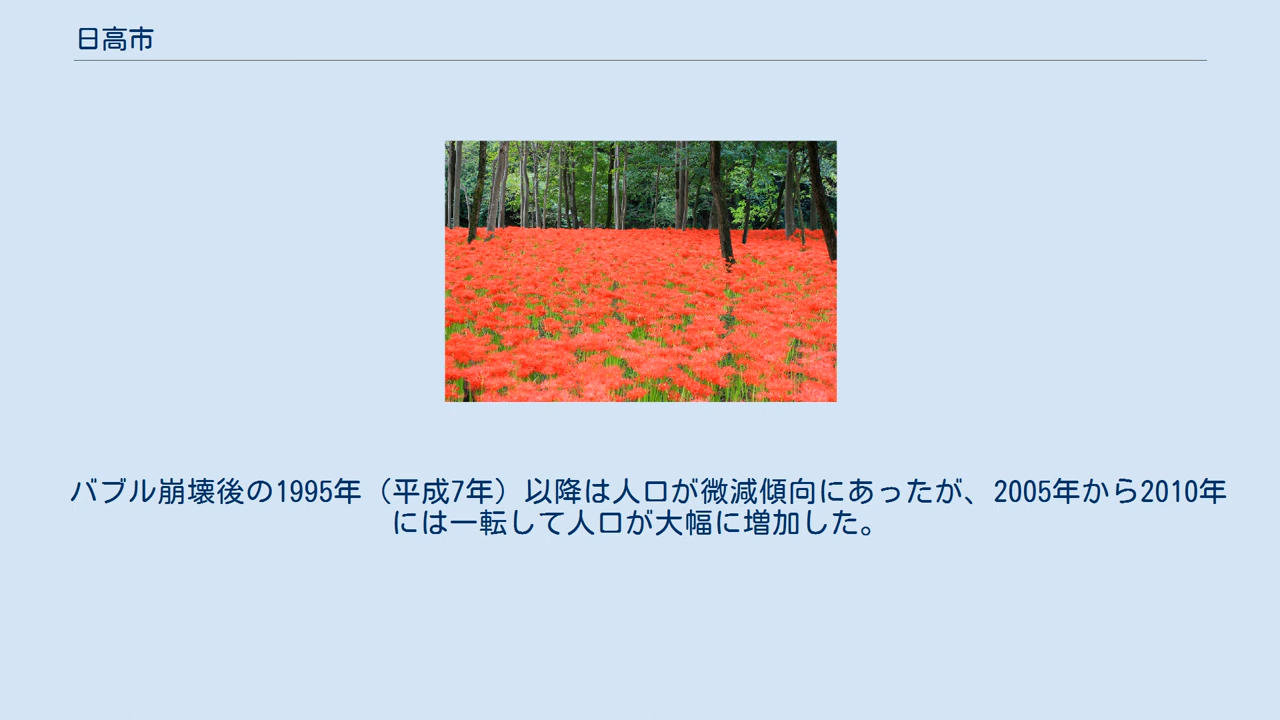 日高市
バブル崩壊後の1995年（平成7年）以降は人口が微減傾向にあったが、2005年から2010年
には一転して人口が大幅に増加した。